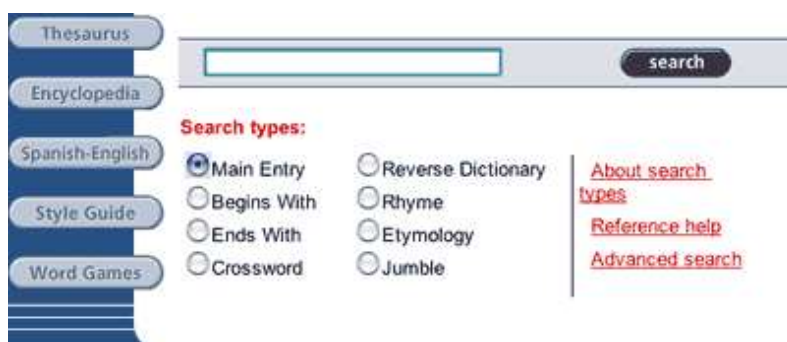 Thesaurus
Encyclopedia
Spanish-English
Style Guide
Word Games
search
Search types:
Main Entry
Begins With
Ends With
Crossword
Reverse Dictionary
Rhyme
Etymology
Jumble
About search
types
Reference help
Advanced search